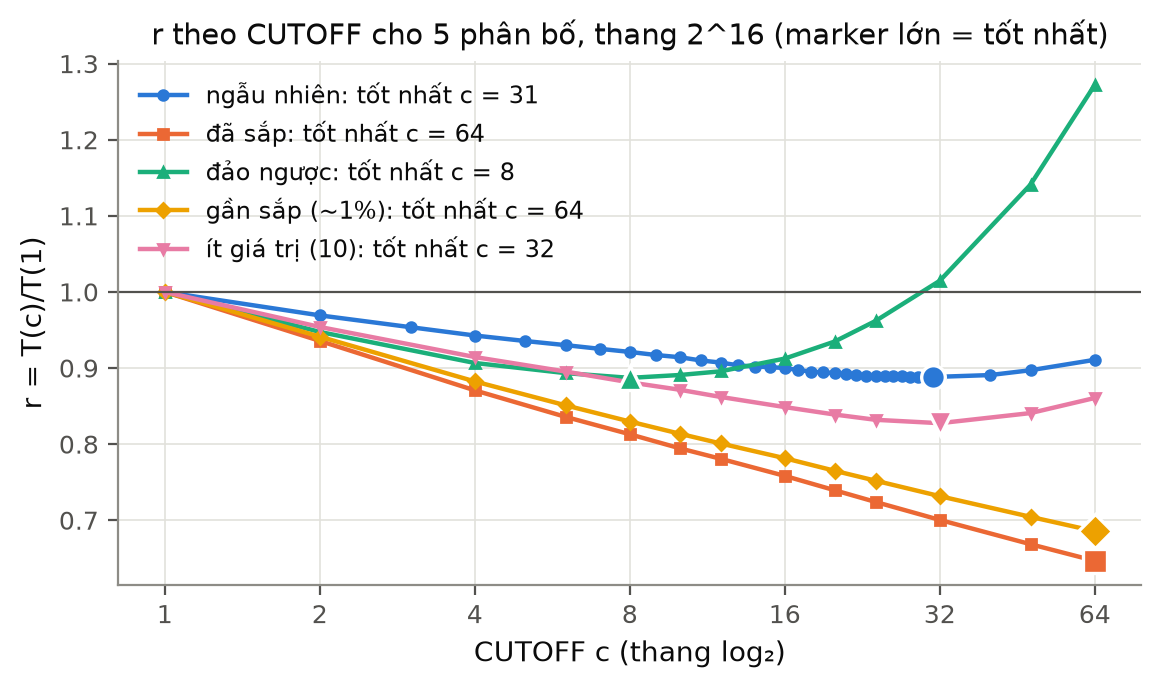 r theo CUTOFF cho 5 phân bố, thang 2^16 (marker lớn = tốt nhất)
1.3
1.2
1.1
1.0
0.9
0.8
0.7
r = T(c)/T(1)
ngẫu nhiên: tốt nhất c = 31
đã sắp: tốt nhất c = 64
đảo ngược: tốt nhất c = 8
gần sắp (~1%): tốt nhất c = 64
ít giá trị (10): tốt nhất c = 32
1 2 4 8 16 32 64
CUTOFF c (thang log₂)